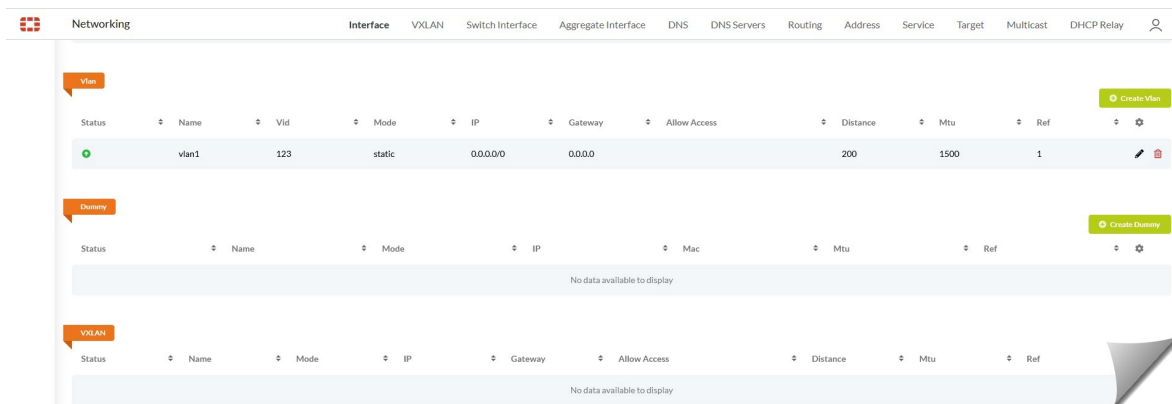 Networking Interface VXLAN Switch Interface Aggregate Interface DNS DNS Servers Routing Address Service Target Multicast DHCP Relay
Vlan
Create Vlan
Status Name Vid Mode IP Gateway Allow Access Distance Mtu Ref
vlan1 123 static 0.0.0.0/0 0.0.0.0 200 1500 1
Dummy
Create Dummy
Status Name Mode IP Mac Mtu Ref
No data available to display
VXLAN
Status Name Mode IP Gateway Allow Access Distance Mtu Ref
No data available to display